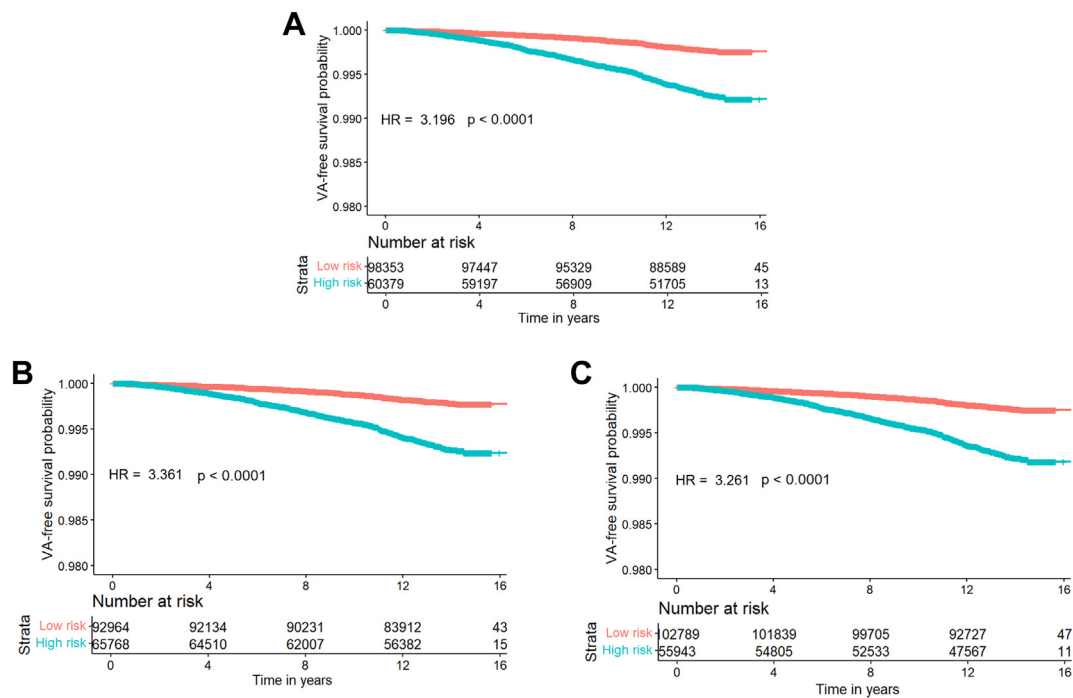 A
VA-free survival probability
1.000
0.995
0.990
0.985
0.980
HR = 3.196 p < 0.0001
0 4 8 12 16
Number at risk
Strata
Low risk 98353 97447 95329 88589 45
High risk 60379 59197 56909 51705 13
0 4 8 12 16
Time in years
B
VA-free survival probability
1.000
0.995
0.990
0.985
0.980
HR = 3.361 p < 0.0001
0 4 8 12 16
Number at risk
Strata
Low risk 92964 92134 90231 83912 43
High risk 65768 64510 62007 56382 15
0 4 8 12 16
Time in years
C
VA-free survival probability
1.000
0.995
0.990
0.985
0.980
HR = 3.261 p < 0.0001
0 4 8 12 16
Number at risk
Strata
Low risk 102789 101839 99705 92727 47
High risk 55943 54805 52533 47567 11
0 4 8 12 16
Time in years